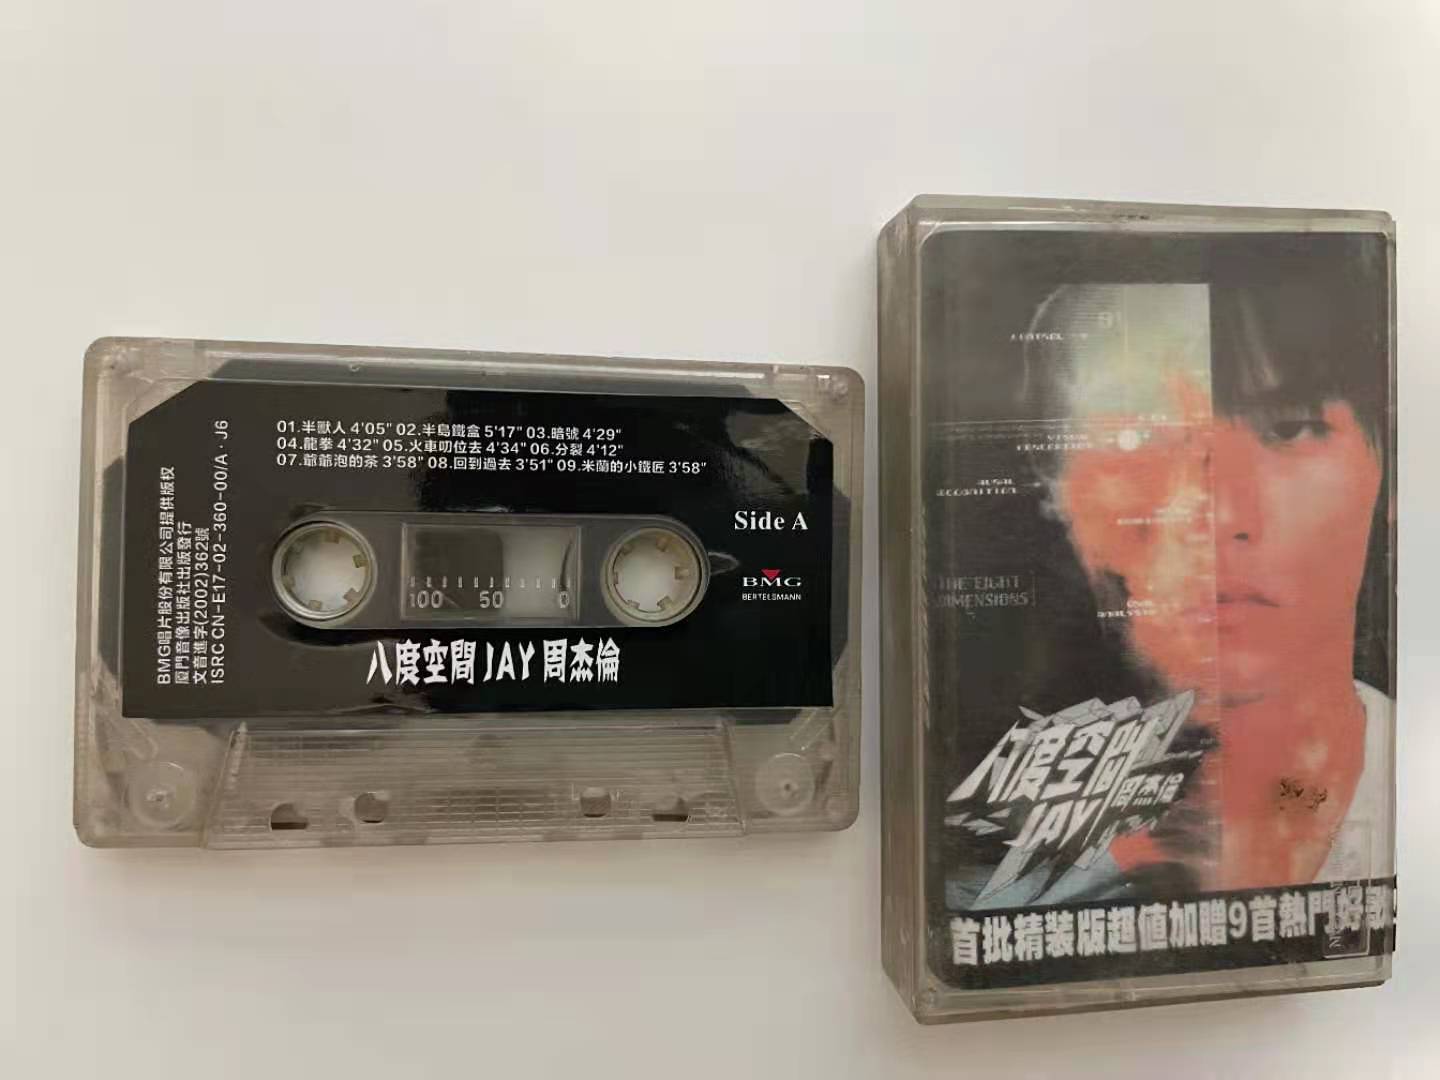 01.半獸人 4'05" 02.半島鐵盒 5'17" 03.暗號 4'29"
04.龍拳 4'32" 05.火車叨位去 4'34" 06.分裂 4'12"
07.爺爺泡的茶 3'58" 08.回到過去 3'51" 09.米蘭的小鐵匠 3'58"
BMG唱片股份有限公司提供版权
厦門音像出版社出版發行
文音進字(2002)362號
ISRC CN-E17-02-360-00/A·J6
Side A
BMG
BERTELSMANN
100 50 0
八度空間 JAY 周杰倫
THE EIGHT
DIMENSIONS
八度空間
JAY 周杰倫
首批精装版超值加贈9首熱門好歌